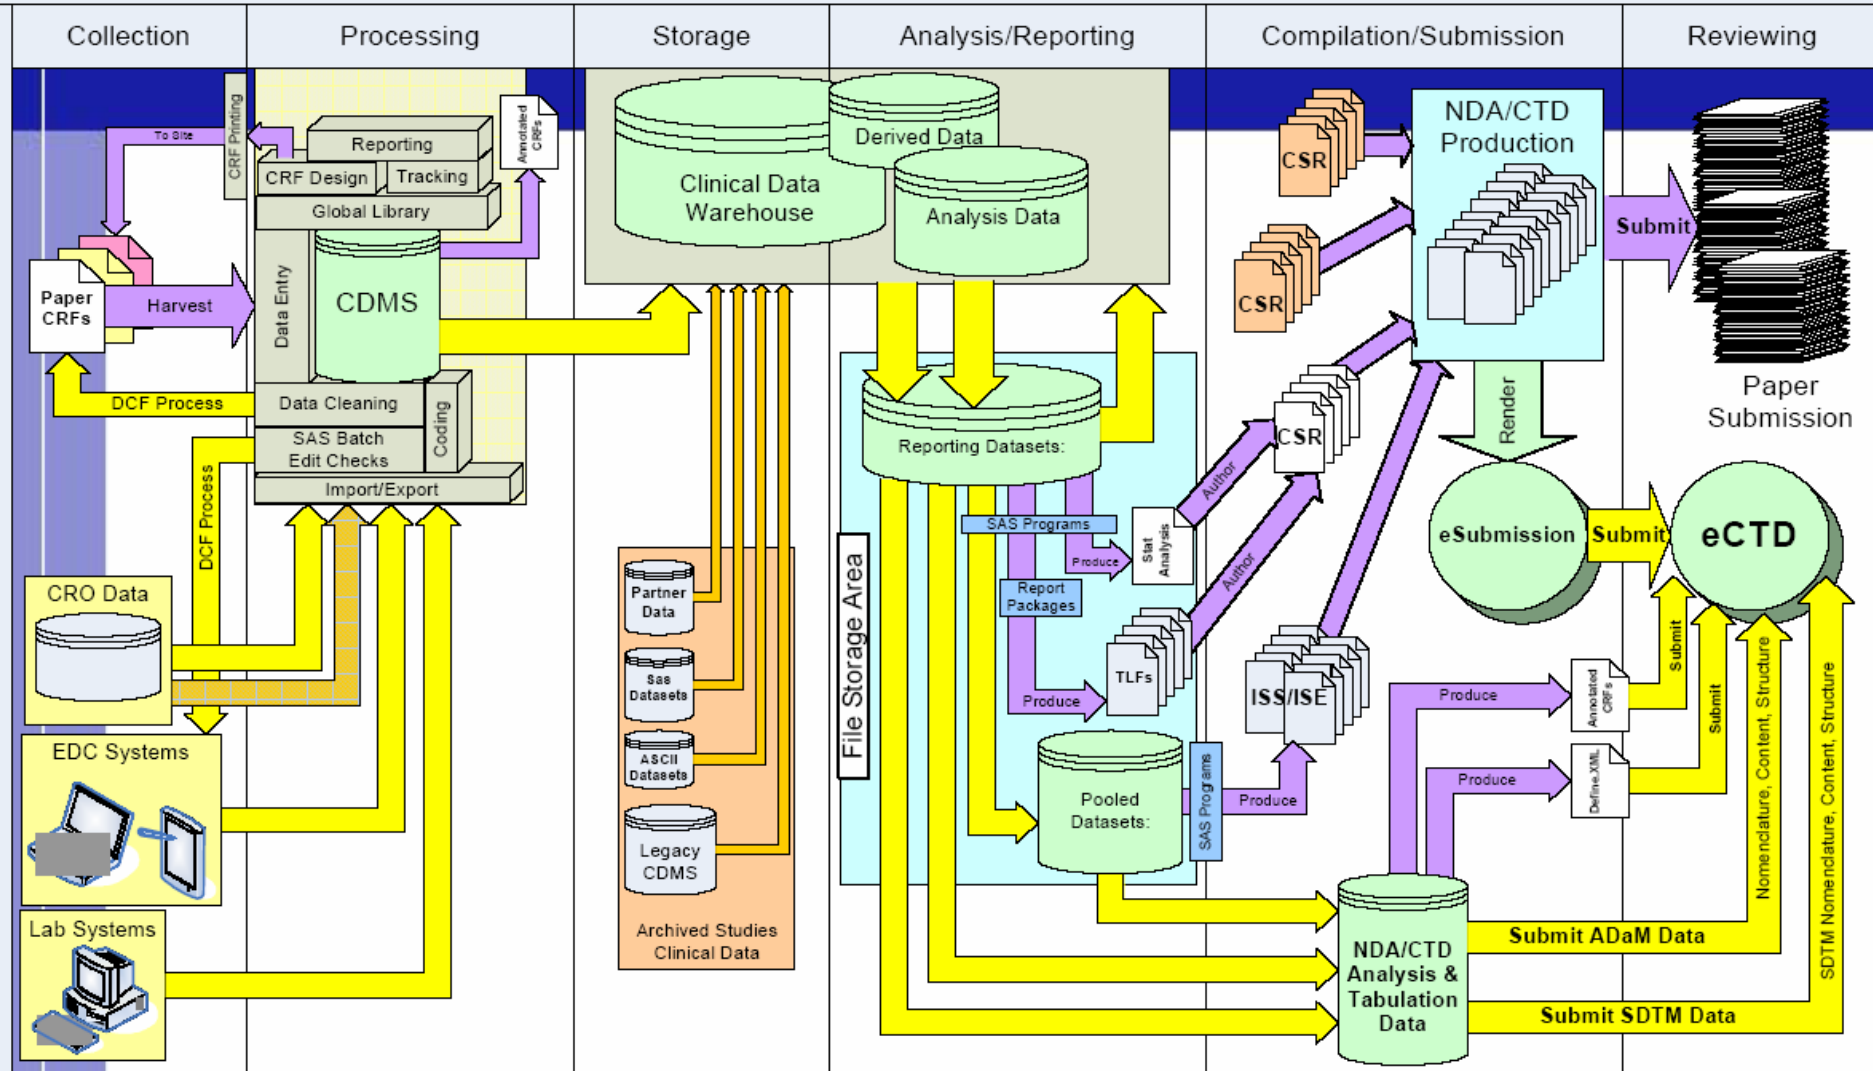 Collection
Processing
Storage
Analysis/Reporting
Compilation/Submission
Reviewing
To Site
CRF Printing
Reporting
CRF Design
Tracking
Global Library
Annotated
CRFs
Paper
CRFs
Harvest
Data Entry
CDMS
DCF Process
Data Cleaning
SAS Batch
Edit Checks
Coding
Import/Export
DCF Process
CRO Data
EDC Systems
Lab Systems
Clinical Data
Warehouse
Derived Data
Analysis Data
Partner
Data
Sas
Datasets
ASCII
Datasets
Legacy
CDMS
Archived Studies
Clinical Data
File Storage Area
Reporting Datasets:
SAS Programs
Produce
Stat
Analysis
Report
Packages
Produce
TLFs
Pooled
Datasets:
SAS Programs
Produce
Author
Author
CSR
CSR
CSR
ISS/ISE
NDA/CTD
Production
Submit
Paper
Submission
Render
eSubmission
Submit
eCTD
Produce
Annotated
CRFs
Submit
Produce
Define.XML
Submit
NDA/CTD
Analysis &
Tabulation
Data
Submit ADaM Data
Nomenclature, Content, Structure
Submit SDTM Data
SDTM Nomenclature, Content, Structure